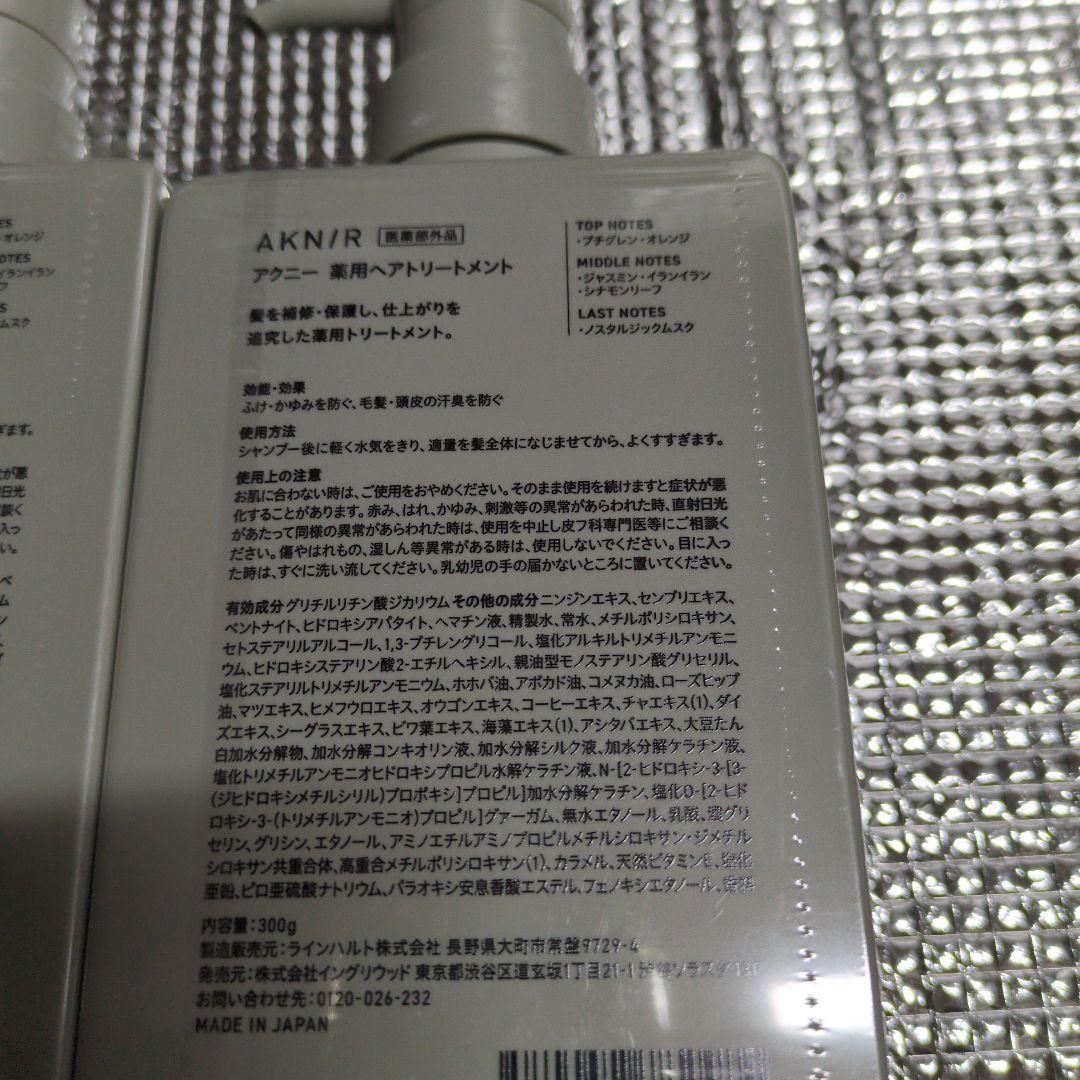 AKN/R 医薬部外品
アクニー 薬用ヘアトリートメント
髪を補修・保護し、仕上がりを
追究した薬用トリートメント。
TOP NOTES
・プチグレン・オレンジ
MIDDLE NOTES
・ジャスミン・イランイラン
・シナモンリーフ
LAST NOTES
・ノスタルジックムスク
効能・効果
ふけ・かゆみを防ぐ、毛髪・頭皮の汗臭を防ぐ
使用方法
シャンプー後に軽く水気をきり、適量を髪全体になじませてから、よくすすぎます。
使用上の注意
お肌に合わない時は、ご使用をおやめください。そのまま使用を続けますと症状が悪
化することがあります。赤み、はれ、かゆみ、刺激等の異常があらわれた時、直射日光
があたって同様の異常があらわれた時は、使用を中止し皮フ科専門医等にご相談く
ださい。傷やはれもの、湿しん等異常がある時は、使用しないでください。目に入っ
た時は、すぐに洗い流してください。乳幼児の手の届かないところに置いてください。
有効成分 グリチルリチン酸ジカリウム その他の成分 ニンジンエキス、センブリエキス、
ベントナイト、ヒドロキシアパタイト、ヘマチン液、精製水、常水、メチルポリシロキサン、
セトステアリルアルコール、1,3-ブチレングリコール、塩化アルキルトリメチルアンモニ
ウム、ヒドロキシステアリン酸2-エチルヘキシル、親油型モノステアリン酸グリセリル、
塩化ステアリルトリメチルアンモニウム、ホホバ油、アボカド油、コメヌカ油、ローズヒップ
油、マツエキス、ヒメフウロエキス、オウゴンエキス、コーヒーエキス、チャエキス(1)、ダイ
ズエキス、シーグラスエキス、ビワ葉エキス、海藻エキス(1)、アシタバエキス、大豆たん
白加水分解物、加水分解コンキオリン液、加水分解シルク液、加水分解ケラチン液、
塩化トリメチルアンモニオヒドロキシプロピル水解ケラチン液、N-[2-ヒドロキシ-3-[3-
(ジヒドロキシメチルシリル)プロポキシ]プロピル]加水分解ケラチン、塩化O-[2-ヒド
ロキシ-3-(トリメチルアンモニオ)プロピル]グァーガム、無水エタノール、乳酸、濃グリ
セリン、グリシン、エタノール、アミノエチルアミノプロピルメチルシロキサン・ジメチル
シロキサン共重合体、高重合メチルポリシロキサン(1)、カラメル、天然ビタミンE、塩化
亜鉛、ピロ亜硫酸ナトリウム、パラオキシ安息香酸エステル、フェノキシエタノール、香料
内容量：300g
製造販売元：ラインハルト株式会社 長野県大町市常盤9729-4
発売元：株式会社イングリウッド 東京都渋谷区道玄坂1丁目21-1
お問い合わせ先：0120-026-232
MADE IN JAPAN